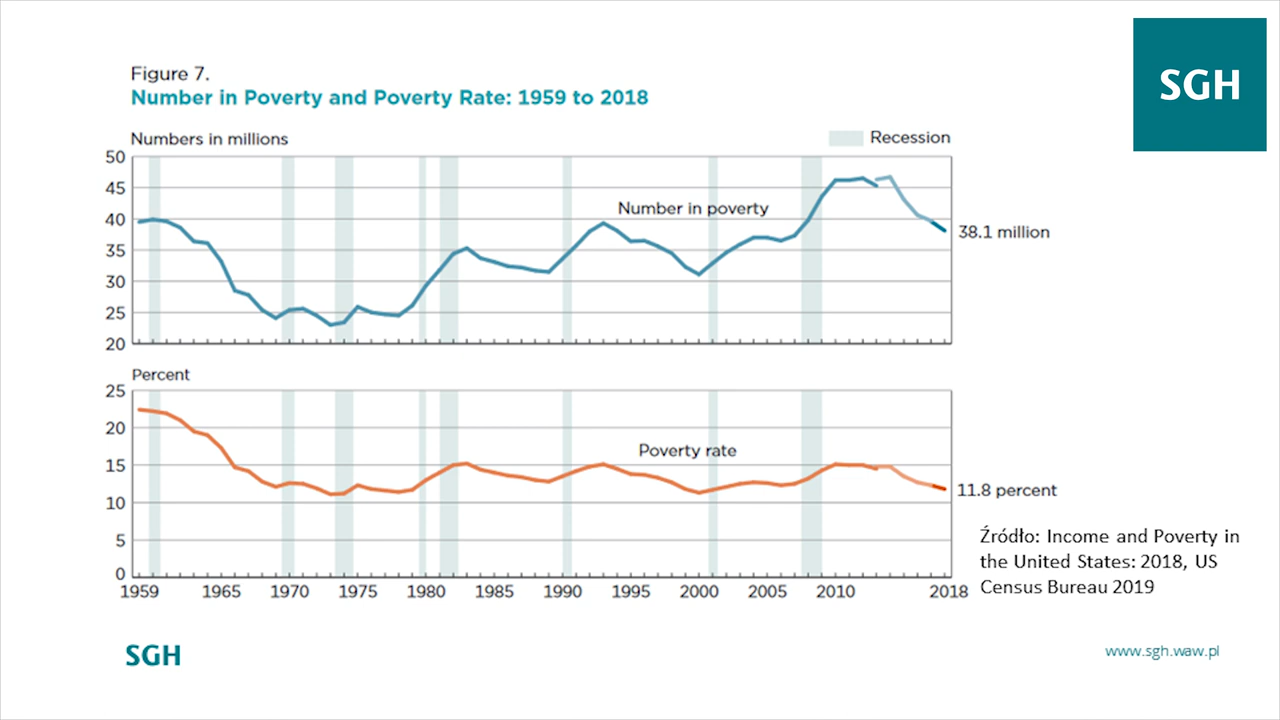 SGH
Figure 7.
Number in Poverty and Poverty Rate: 1959 to 2018
Numbers in millions
Recession
50
45
40
35
30
25
20
Number in poverty
38.1 million
Percent
25
20
15
10
5
0
Poverty rate
11.8 percent
1959 1965 1970 1975 1980 1985 1990 1995 2000 2005 2010 2018
Źródło: Income and Poverty in
the United States: 2018, US
Census Bureau 2019
SGH
www.sgh.waw.pl